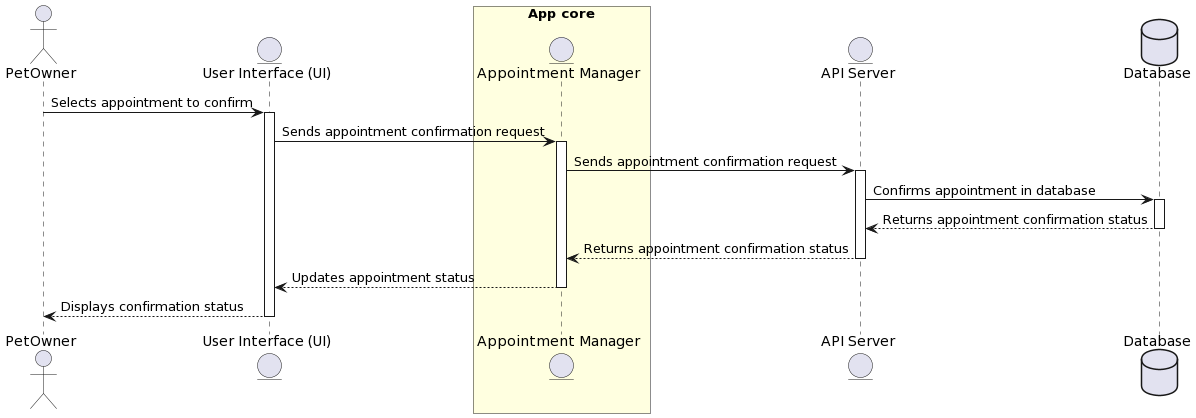 App core
PetOwner
User Interface (UI)
Appointment Manager
API Server
Database
Selects appointment to confirm
Sends appointment confirmation request
Sends appointment confirmation request
Confirms appointment in database
Returns appointment confirmation status
Returns appointment confirmation status
Updates appointment status
Displays confirmation status
PetOwner
User Interface (UI)
Appointment Manager
API Server
Database